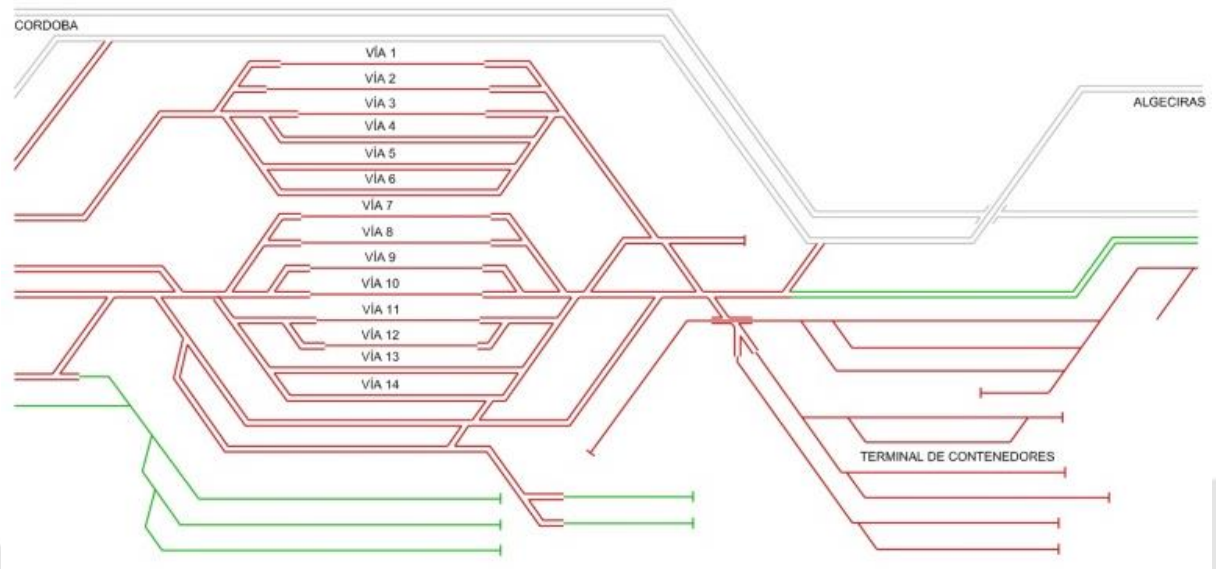 CORDOBA
VÍA 1
VÍA 2
VÍA 3
VÍA 4
VÍA 5
VÍA 6
VÍA 7
VÍA 8
VÍA 9
VÍA 10
VÍA 11
VÍA 12
VÍA 13
VÍA 14
ALGECIRAS
TERMINAL DE CONTENEDORES